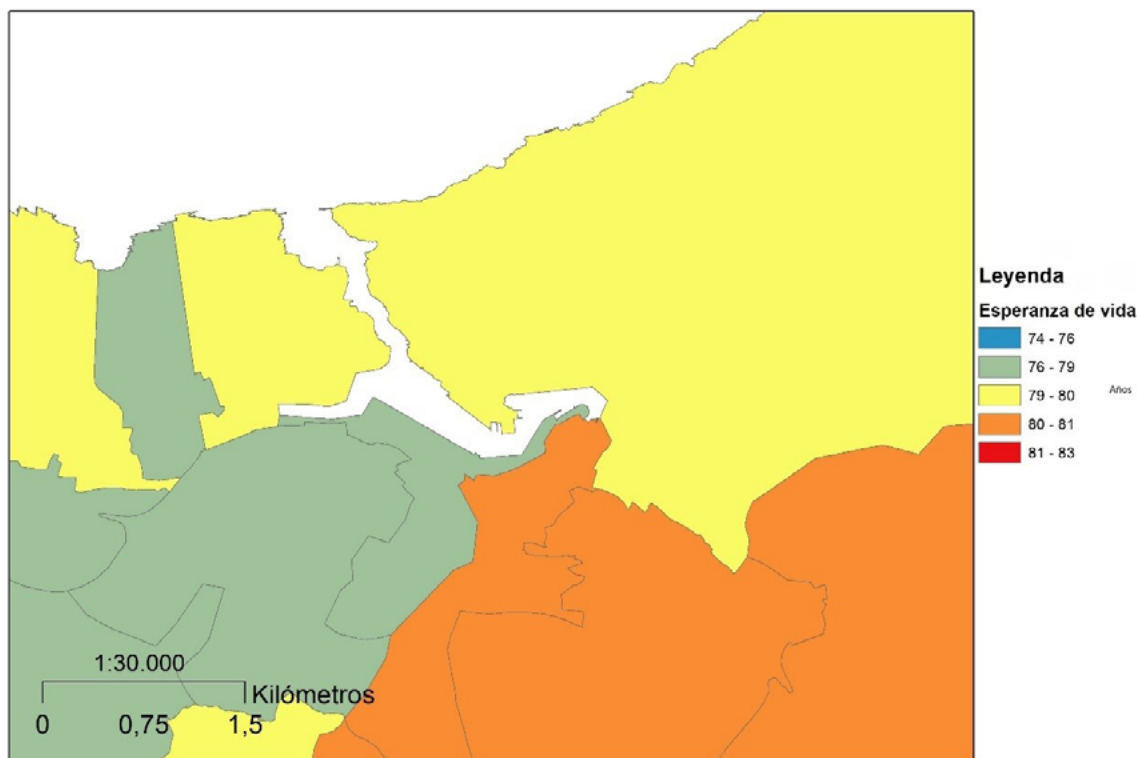 Leyenda
Esperanza de vida
74 - 76
76 - 79
79 - 80
Años
80 - 81
81 - 83
1:30.000
Kilómetros
0 0,75 1,5